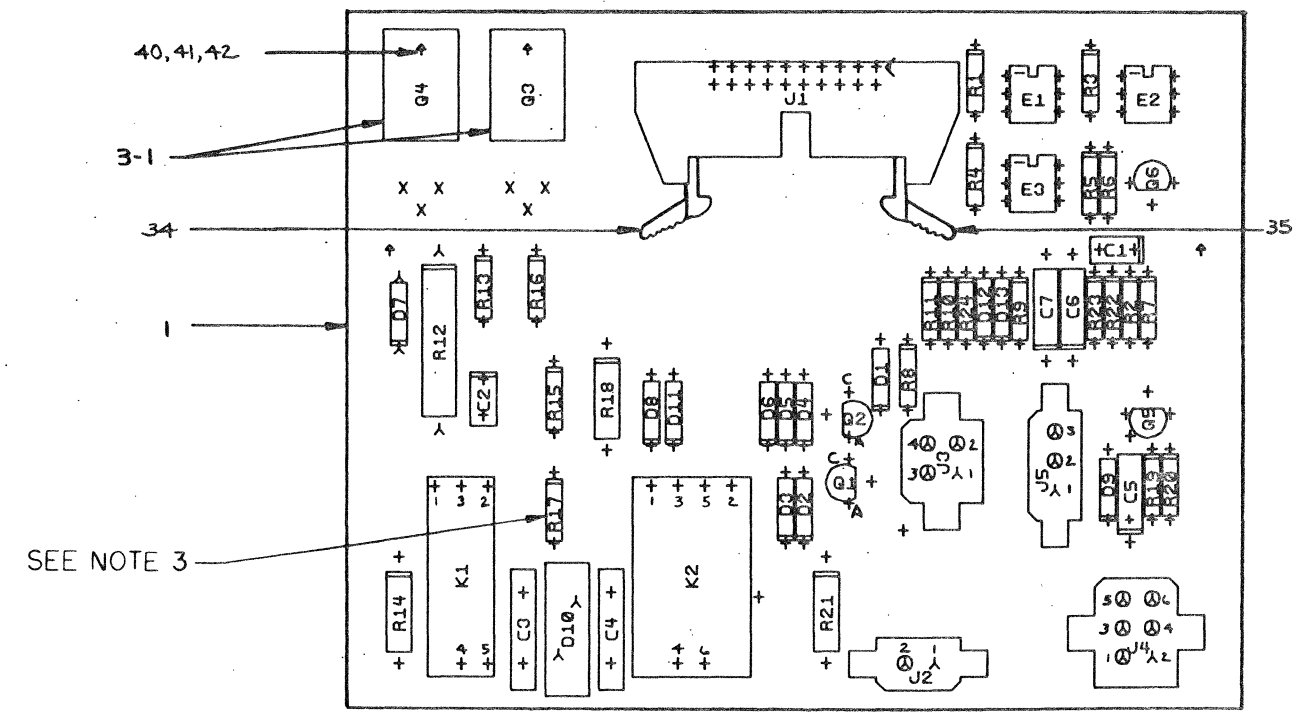 40,41,42
Q4
Q3
J1
R1
E1
R3
E2
3-1
R4
E3
R5
R6
Q6
34
35
C1
D7
R12
R13
R16
R11
R10
R24
D12
D13
R9
C7
C6
R23
R22
R2
R7
1
C2
R15
R18
D8
D11
D6
D5
D4
C
Q2
A
D1
R8
4
2
3
1
J3
3
2
1
J5
Q5
C
Q1
A
D3
D2
D9
C5
R19
R20
1 3 2
K1
4 5
R17
1 3 5 2
K2
4 6
SEE NOTE 3
R14
C3
D10
C4
R21
2 1
J2
5 6
3 4
J4
1 2